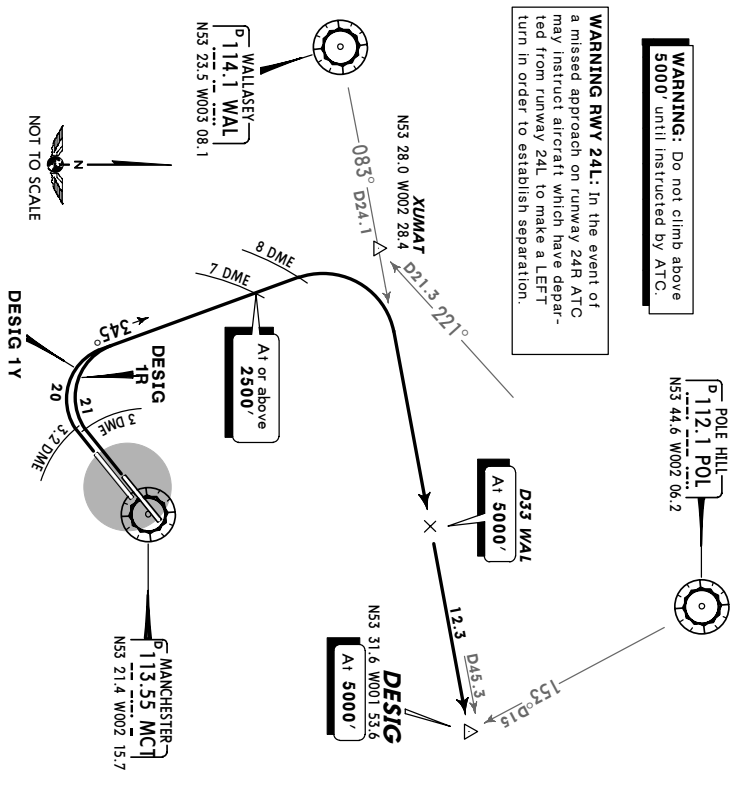 WARNING: Do not climb above
5000' until instructed by ATC.
WARNING RWY 24L: In the event of
a missed approach on runway 24R ATC
may instruct aircraft which have depar-
ted from runway 24L to make a LEFT
turn in order to establish separation.
POLE HILL
D 112.1 POL
N53 44.6 W002 06.2
153°
D15
D33 WAL
At 5000'
12.3
D45.3
DESIG
N53 31.6 W001 53.6
At 5000'
221°
D21.3
XUMAT
N53 28.0 W002 28.4
083°
D24.1
WALLASEY
D 114.1 WAL
N53 23.5 W003 08.1
8 DME
7 DME
At or above
2500'
345°
DESIG
1R
DESIG 1Y
20
21
3 DME
3.2 DME
MANCHESTER
D 113.55 MCT
N53 21.4 W002 15.7
N
NOT TO SCALE